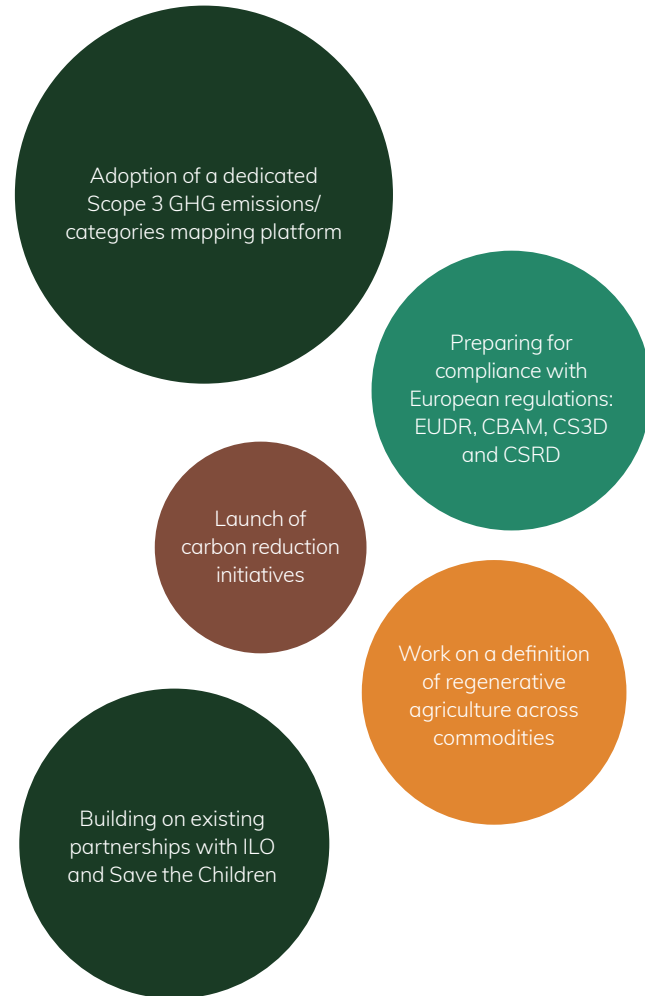 Adoption of a dedicated
Scope 3 GHG emissions/
categories mapping platform
Preparing for
compliance with
European regulations:
EUDR, CBAM, CS3D
and CSRD
Launch of
carbon reduction
initiatives
Work on a definition
of regenerative
agriculture across
commodities
Building on existing
partnerships with ILO
and Save the Children